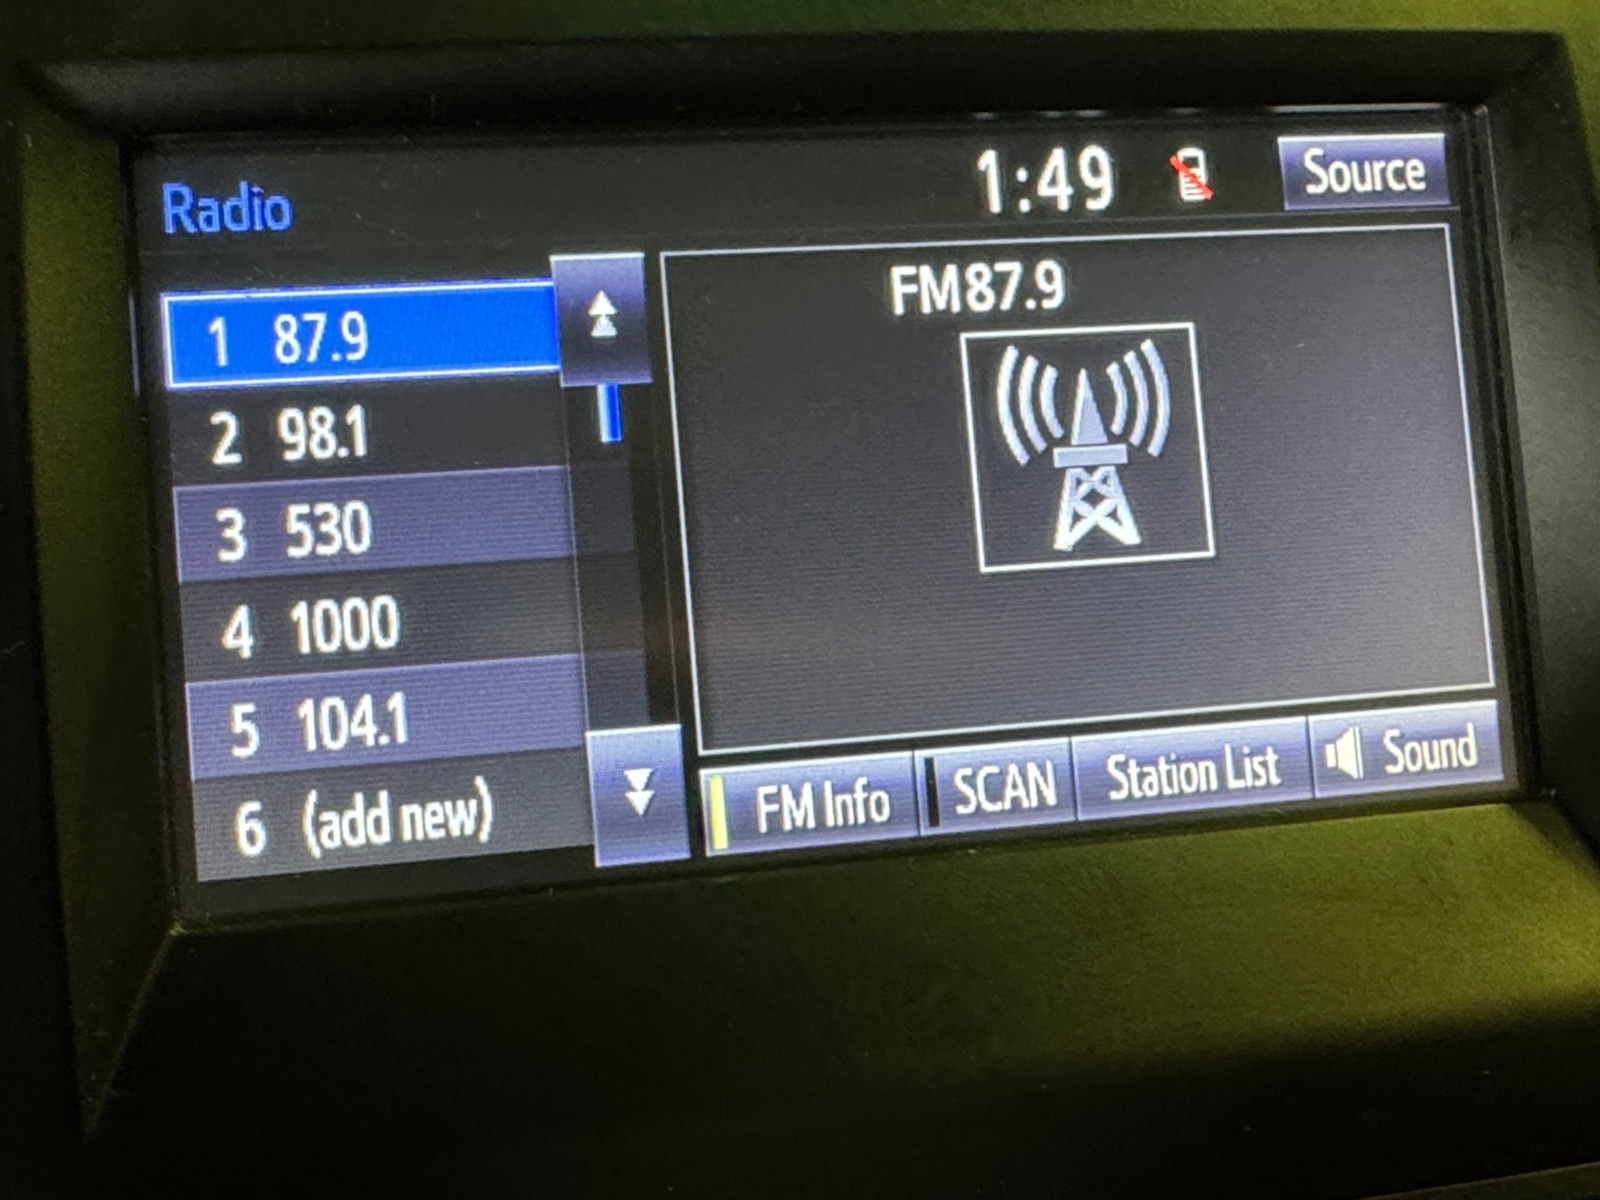 Radio
1:49
Source
1 87.9
2 98.1
3 530
4 1000
5 104.1
6 (add new)
FM87.9
FM Info
SCAN
Station List
Sound